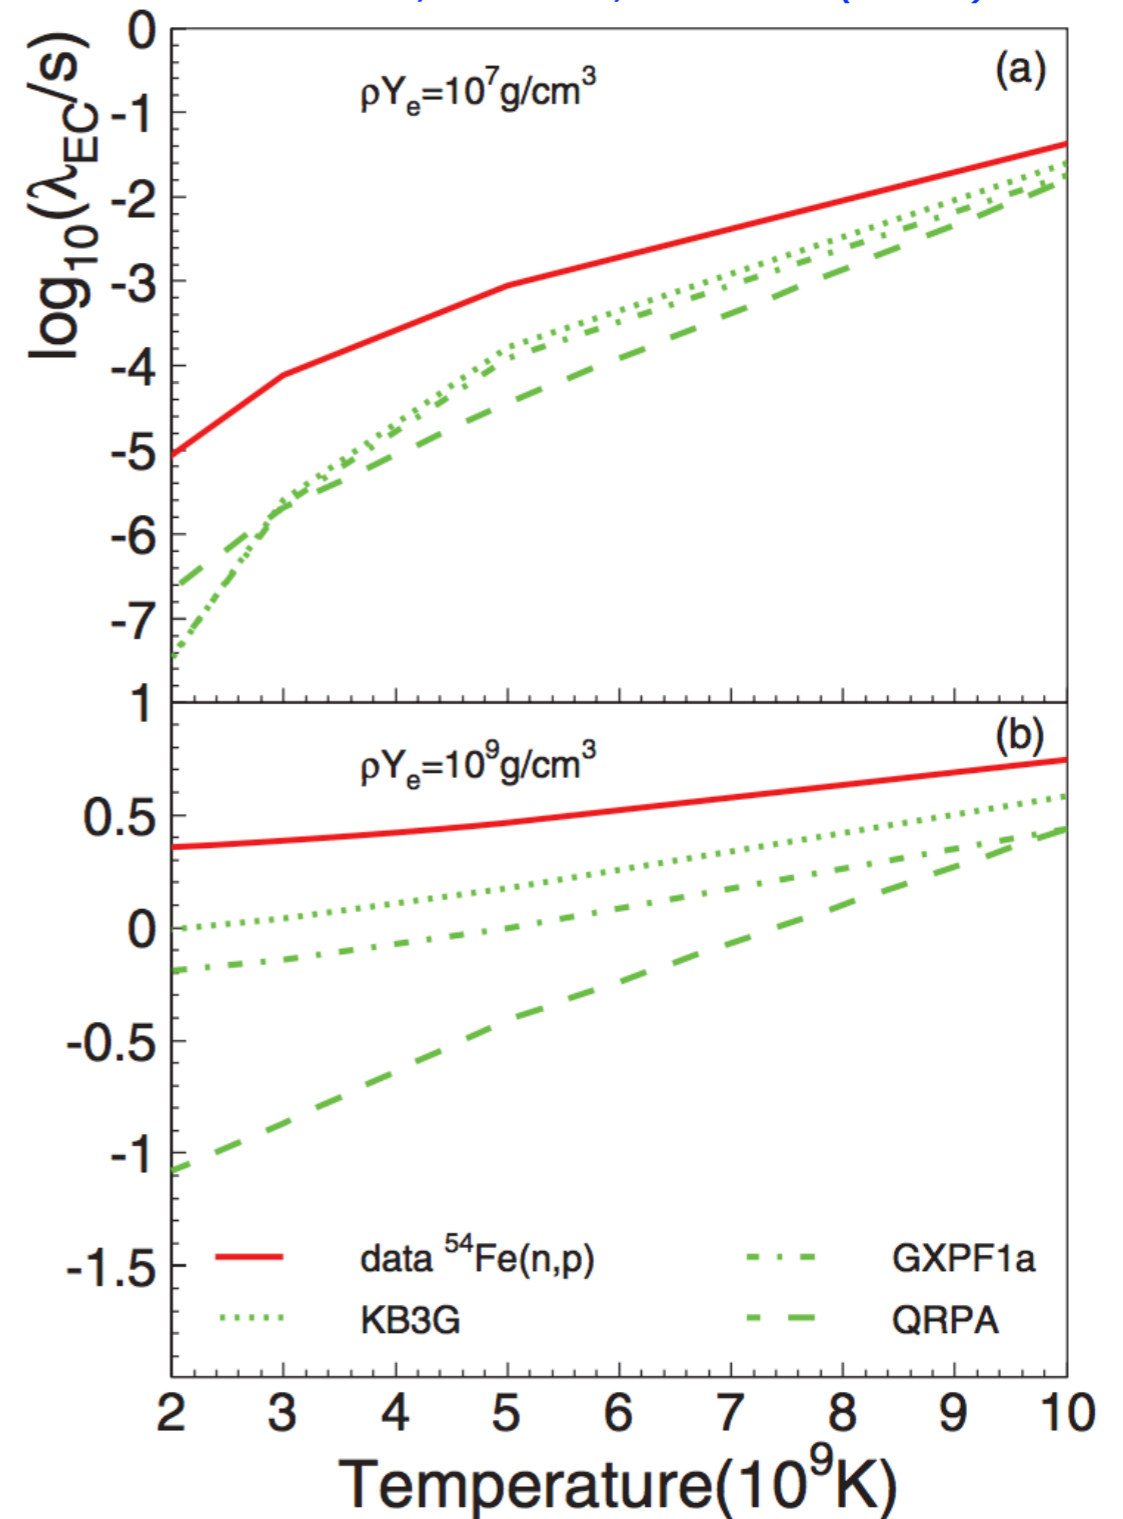 0
-1
-2
-3
-4
-5
-6
-7
log₁₀(λ_EC/s)
ρYₑ=10⁷g/cm³
(a)
1
0.5
0
-0.5
-1
-1.5
ρYₑ=10⁹g/cm³
(b)
data ⁵⁴Fe(n,p)
GXPF1a
KB3G
QRPA
2 3 4 5 6 7 8 9 10
Temperature(10⁹K)